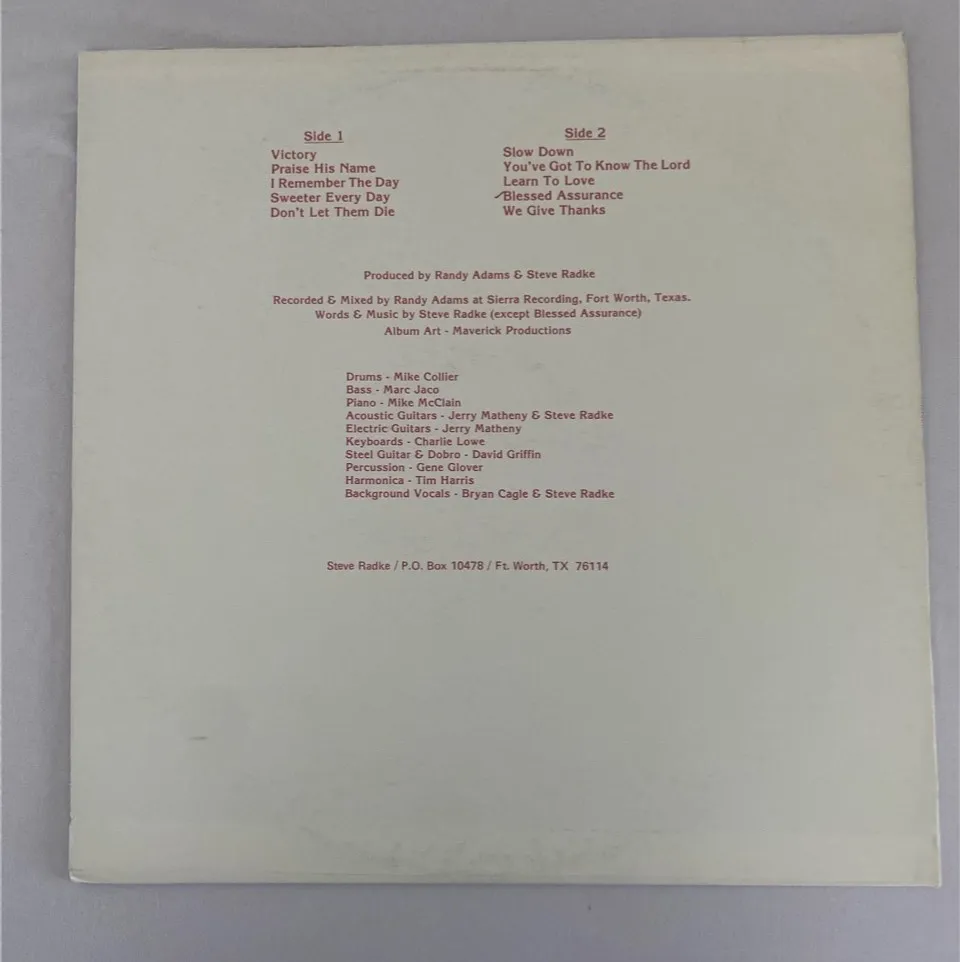 Side 1
Victory
Praise His Name
I Remember The Day
Sweeter Every Day
Don't Let Them Die
Side 2
Slow Down
You've Got To Know The Lord
Learn To Love
Blessed Assurance
We Give Thanks
Produced by Randy Adams & Steve Radke
Recorded & Mixed by Randy Adams at Sierra Recording, Fort Worth, Texas.
Words & Music by Steve Radke (except Blessed Assurance)
Album Art - Maverick Productions
Drums - Mike Collier
Bass - Marc Jaco
Piano - Mike McClain
Acoustic Guitars - Jerry Matheny & Steve Radke
Electric Guitars - Jerry Matheny
Keyboards - Charlie Lowe
Steel Guitar & Dobro - David Griffin
Percussion - Gene Glover
Harmonica - Tim Harris
Background Vocals - Bryan Cagle & Steve Radke
Steve Radke / P.O. Box 10478 / Ft. Worth, TX 76114